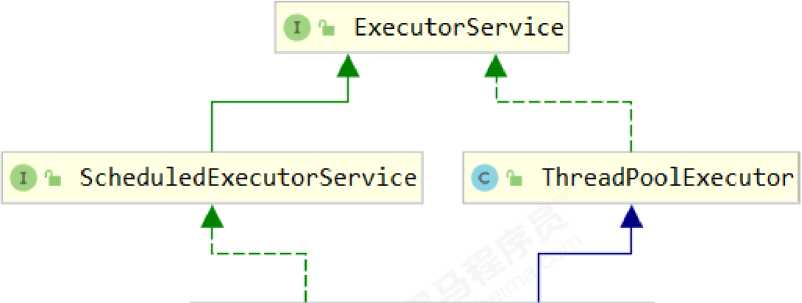 I ExecutorService
I ScheduledExecutorService
C ThreadPoolExecutor